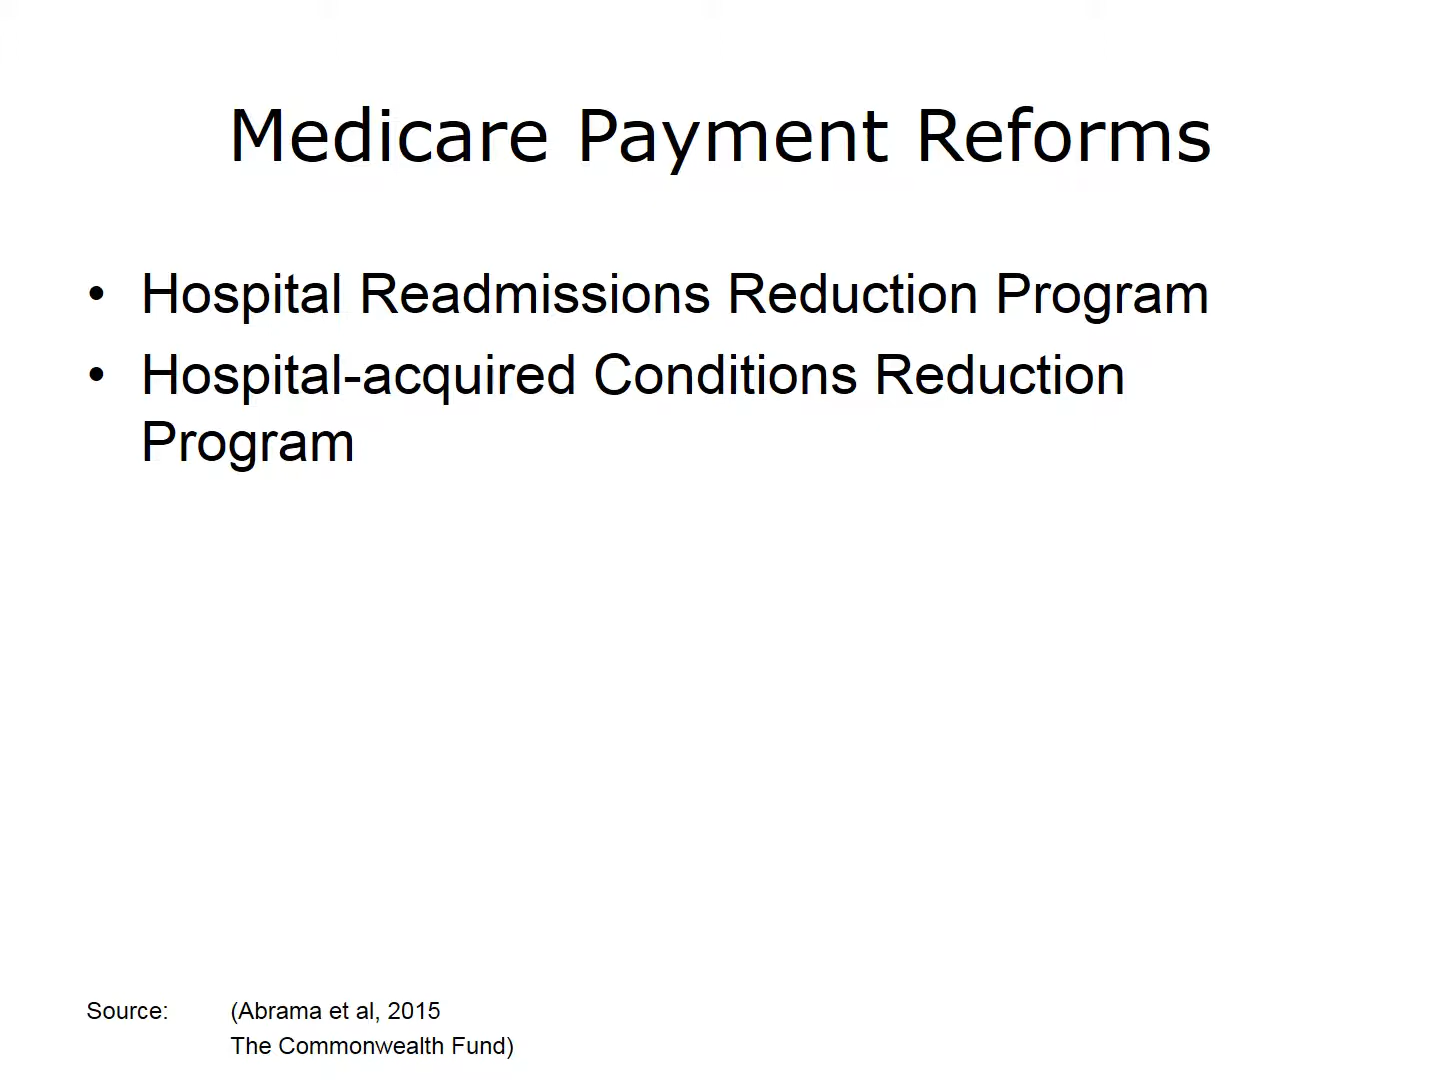 Medicare Payment Reforms
• Hospital Readmissions Reduction Program
• Hospital-acquired Conditions Reduction
Program
Source: (Abrama et al, 2015
The Commonwealth Fund)